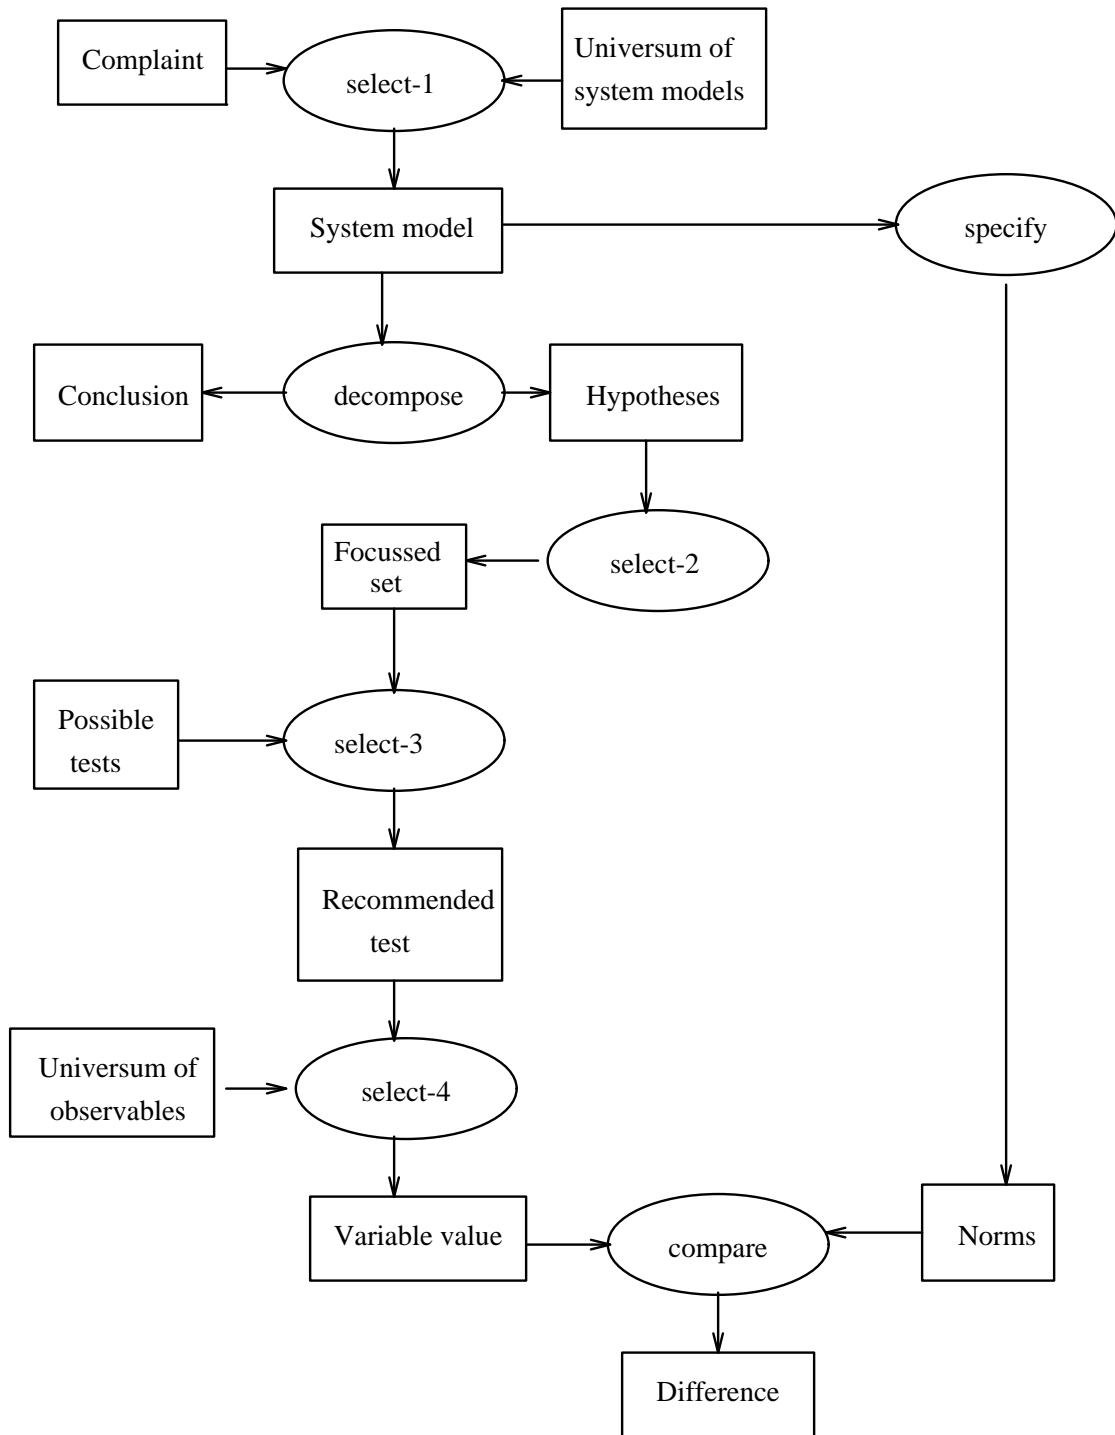 Complaint
select-1
Universum of
system models
System model
specify
Conclusion
decompose
Hypotheses
Focussed
set
select-2
Possible
tests
select-3
Recommended
test
Universum of
observables
select-4
Variable value
compare
Norms
Difference